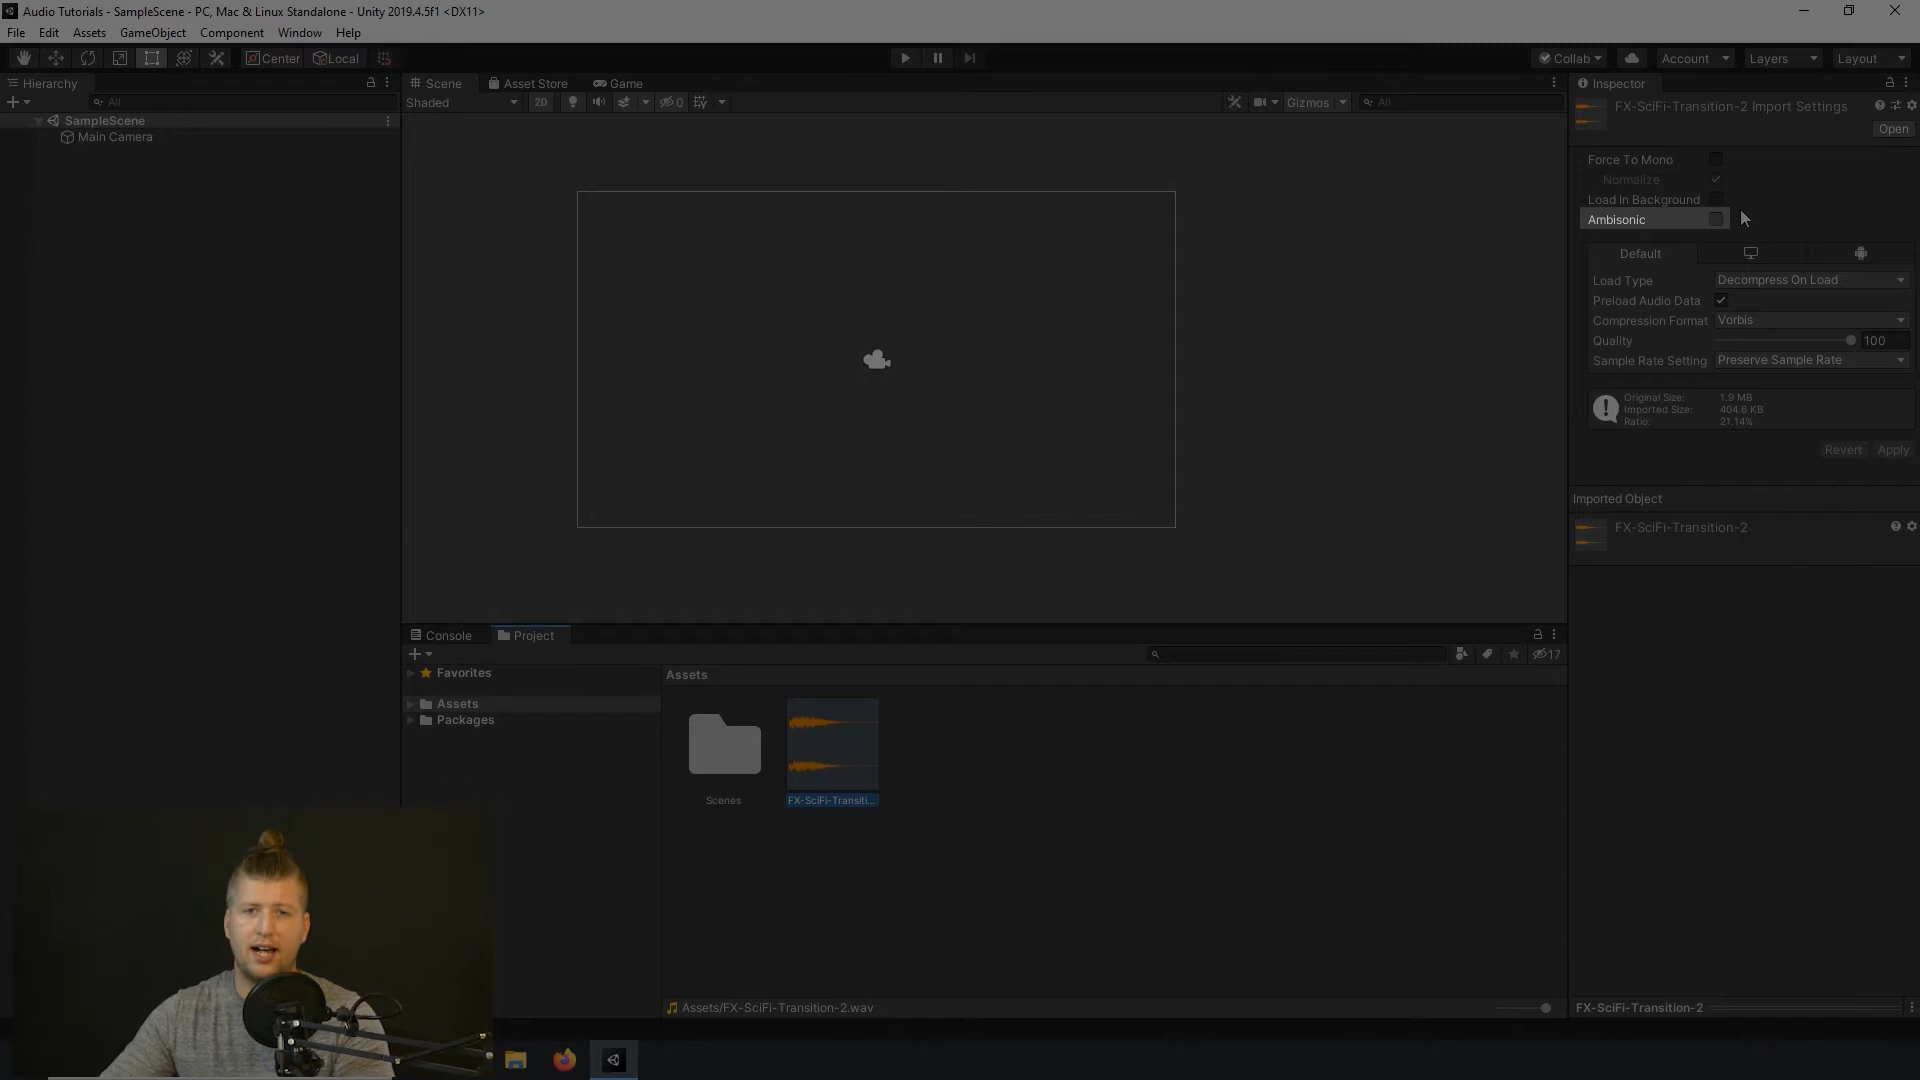 Audio Tutorials - SampleScene - PC, Mac & Linux Standalone - Unity 2019.4.5f1 <DX11>
File Edit Assets GameObject Component Window Help
Center Local Collab Account Layers Layout
Hierarchy
All
SampleScene
Main Camera
Scene Asset Store Game
Shaded 2D 0 Gizmos All
Inspector
FX-SciFi-Transition-2 Import Settings
Open
Force To Mono
Normalize
Load In Background
Ambisonic
Default
Load Type Decompress On Load
Preload Audio Data
Compression Format Vorbis
Quality 100
Sample Rate Setting Preserve Sample Rate
Original Size: 1.9 MB
Imported Size: 404.6 KB
Ratio: 21.14%
Revert Apply
Imported Object
FX-SciFi-Transition-2
Console Project
17
Favorites
Assets
Packages
Assets
Scenes
FX-SciFi-Transiti...
Assets/FX-SciFi-Transition-2.wav
FX-SciFi-Transition-2